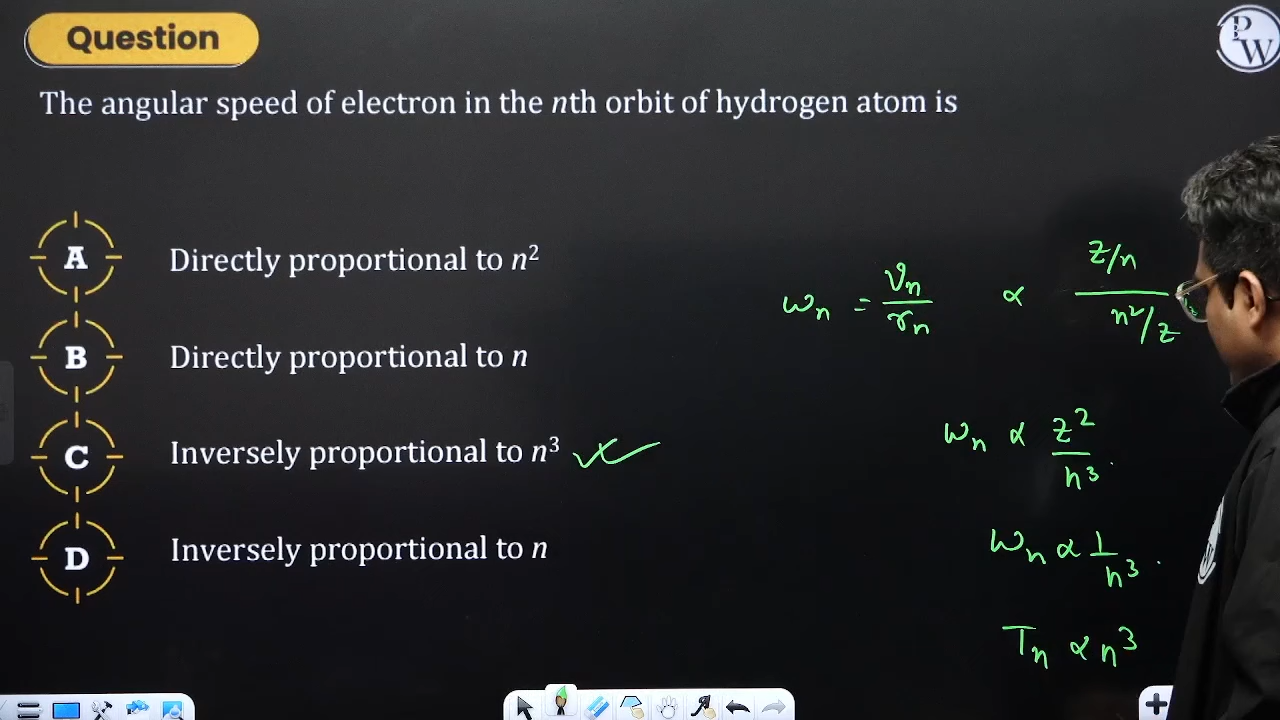 Question
PW
The angular speed of electron in the nth orbit of hydrogen atom is
A Directly proportional to n²
B Directly proportional to n
C Inversely proportional to n³
D Inversely proportional to n
ωn = vn/rn ∝ (z/n)/(n²/z)
ωn ∝ z²/n³.
ωn ∝ 1/n³.
Tn ∝ n³